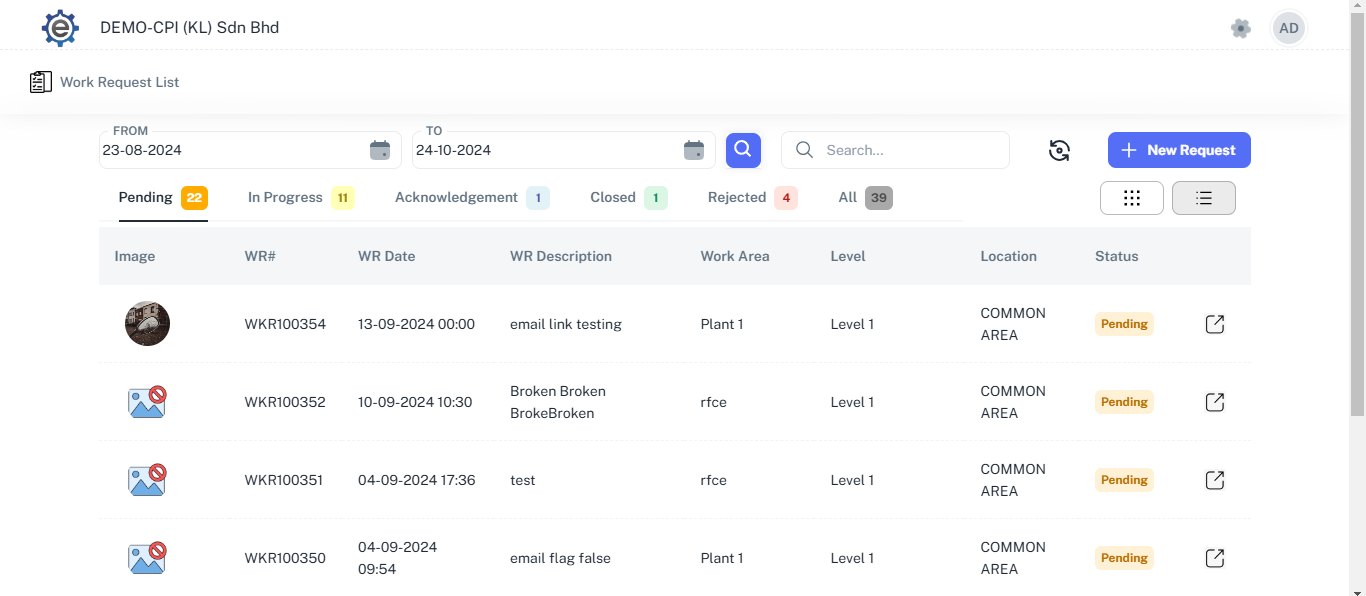 e DEMO-CPI (KL) Sdn Bhd AD
Work Request List
FROM TO
23-08-2024 24-10-2024 Search... New Request
Pending 22 In Progress 11 Acknowledgement 1 Closed 1 Rejected 4 All 39
Image WR# WR Date WR Description Work Area Level Location Status
WKR100354 13-09-2024 00:00 email link testing Plant 1 Level 1 COMMON AREA Pending
WKR100352 10-09-2024 10:30 Broken Broken BrokeBroken rfce Level 1 COMMON AREA Pending
WKR100351 04-09-2024 17:36 test rfce Level 1 COMMON AREA Pending
WKR100350 04-09-2024 09:54 email flag false Plant 1 Level 1 COMMON AREA Pending